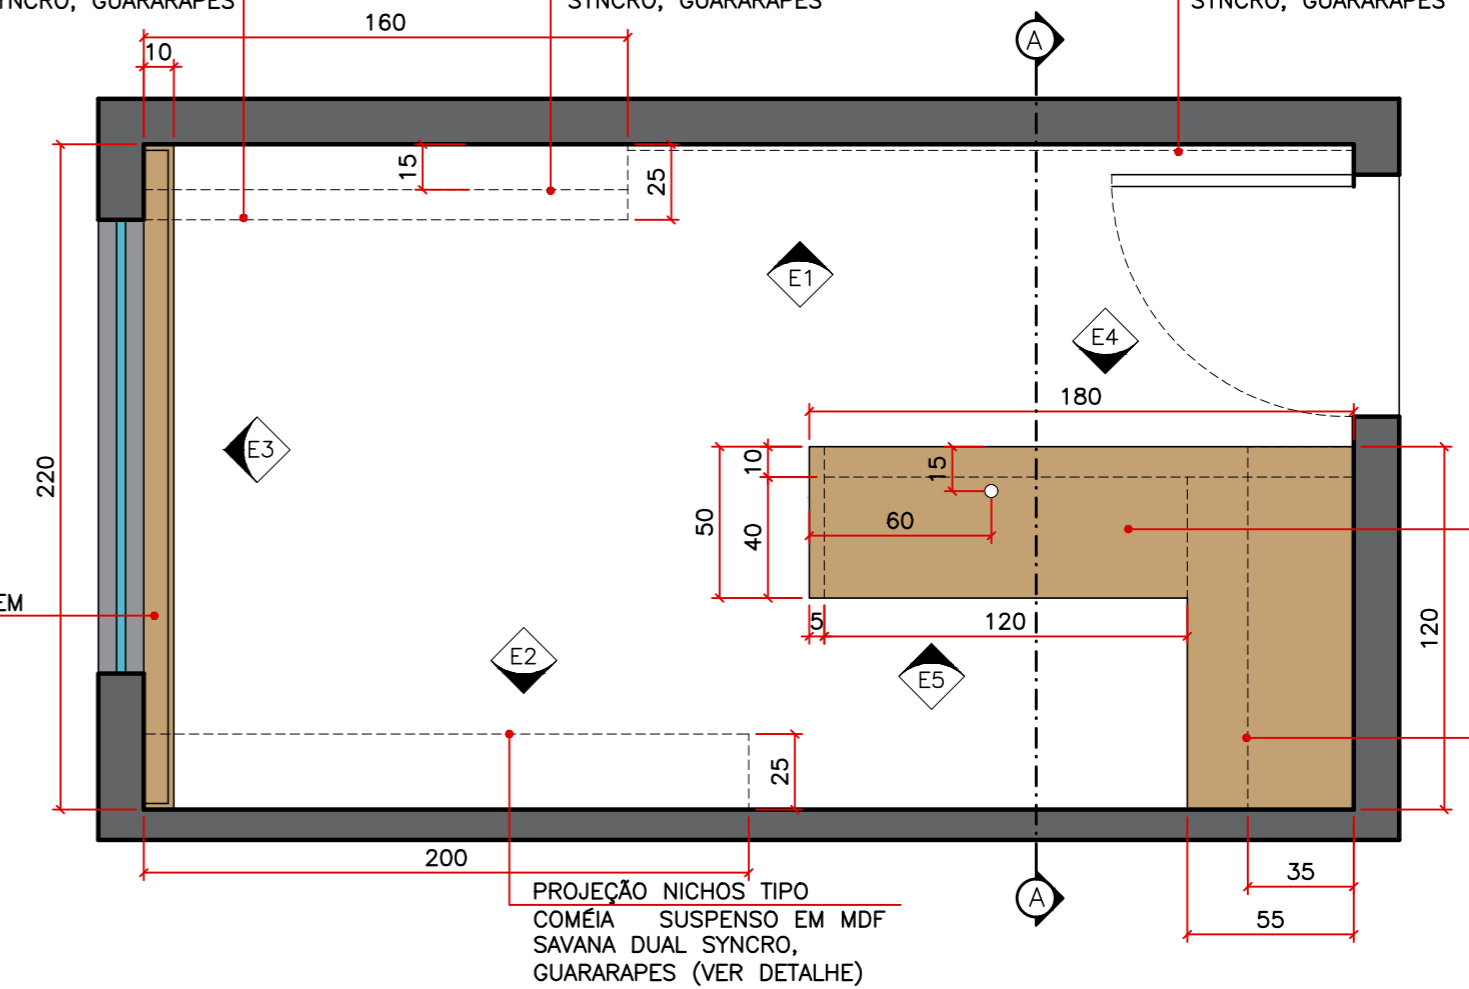 SYNCRO, GUARARAPES
SYNCRO, GUARARAPES
160
10
A
15
25
E1
E4
180
E3
220
10
15
50
40
60
EM
5
120
120
E2
E5
25
200
35
55
A
PROJEÇÃO NICHOS TIPO
COMÉIA SUSPENSO EM MDF
SAVANA DUAL SYNCRO,
GUARARAPES (VER DETALHE)